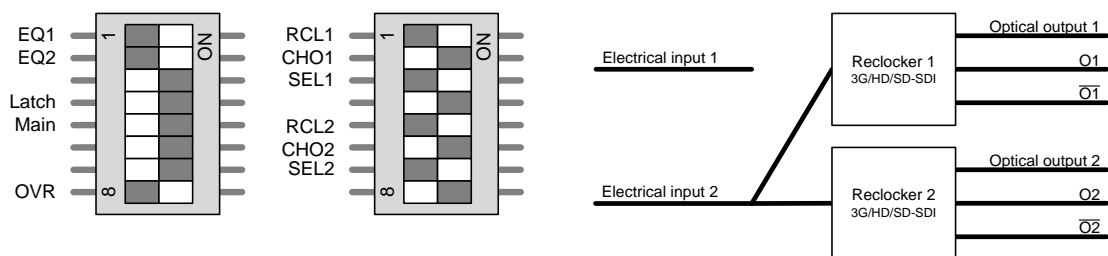 EQ1
EQ2
Latch
Main
OVR
1
8
ON
RCL1
CHO1
SEL1
RCL2
CHO2
SEL2
1
8
ON
Electrical input 1
Electrical input 2
Reclocker 1
3G/HD/SD-SDI
Optical output 1
O1
O1
Reclocker 2
3G/HD/SD-SDI
Optical output 2
O2
O2